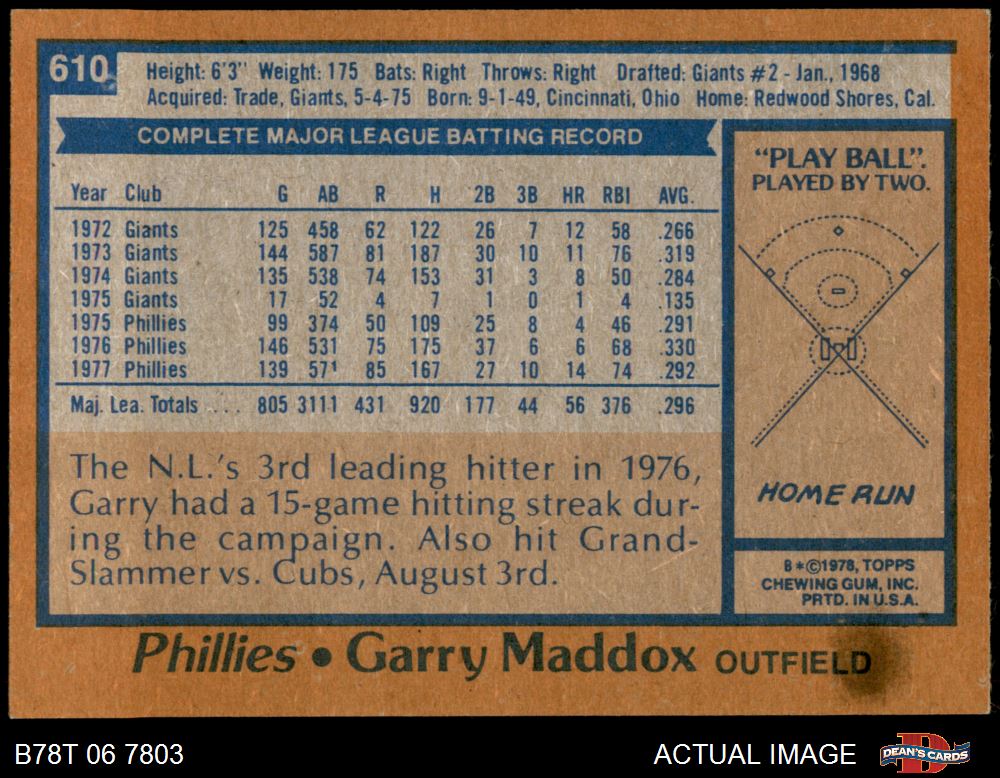 610
Height: 6'3" Weight: 175 Bats: Right Throws: Right Drafted: Giants #2 - Jan., 1968
Acquired: Trade, Giants, 5-4-75 Born: 9-1-49, Cincinnati, Ohio Home: Redwood Shores, Cal.
COMPLETE MAJOR LEAGUE BATTING RECORD
Year Club G AB R H 2B 3B HR RBI AVG.
1972 Giants 125 458 62 122 26 7 12 58 .266
1973 Giants 144 587 81 187 30 10 11 76 .319
1974 Giants 135 538 74 153 31 3 8 50 .284
1975 Giants 17 52 4 7 1 0 1 4 .135
1975 Phillies 99 374 50 109 25 8 4 46 .291
1976 Phillies 146 531 75 175 37 6 6 68 .330
1977 Phillies 139 571 85 167 27 10 14 74 .292
Maj. Lea. Totals ... 805 3111 431 920 177 44 56 376 .296
The N.L.'s 3rd leading hitter in 1976,
Garry had a 15-game hitting streak dur-
ing the campaign. Also hit Grand-
Slammer vs. Cubs, August 3rd.
"PLAY BALL".
PLAYED BY TWO.
HOME RUN
B*©1978, TOPPS
CHEWING GUM, INC.
PRTD. IN U.S.A.
Phillies • Garry Maddox OUTFIELD
B78T 06 7803
ACTUAL IMAGE
DEAN'S CARDS